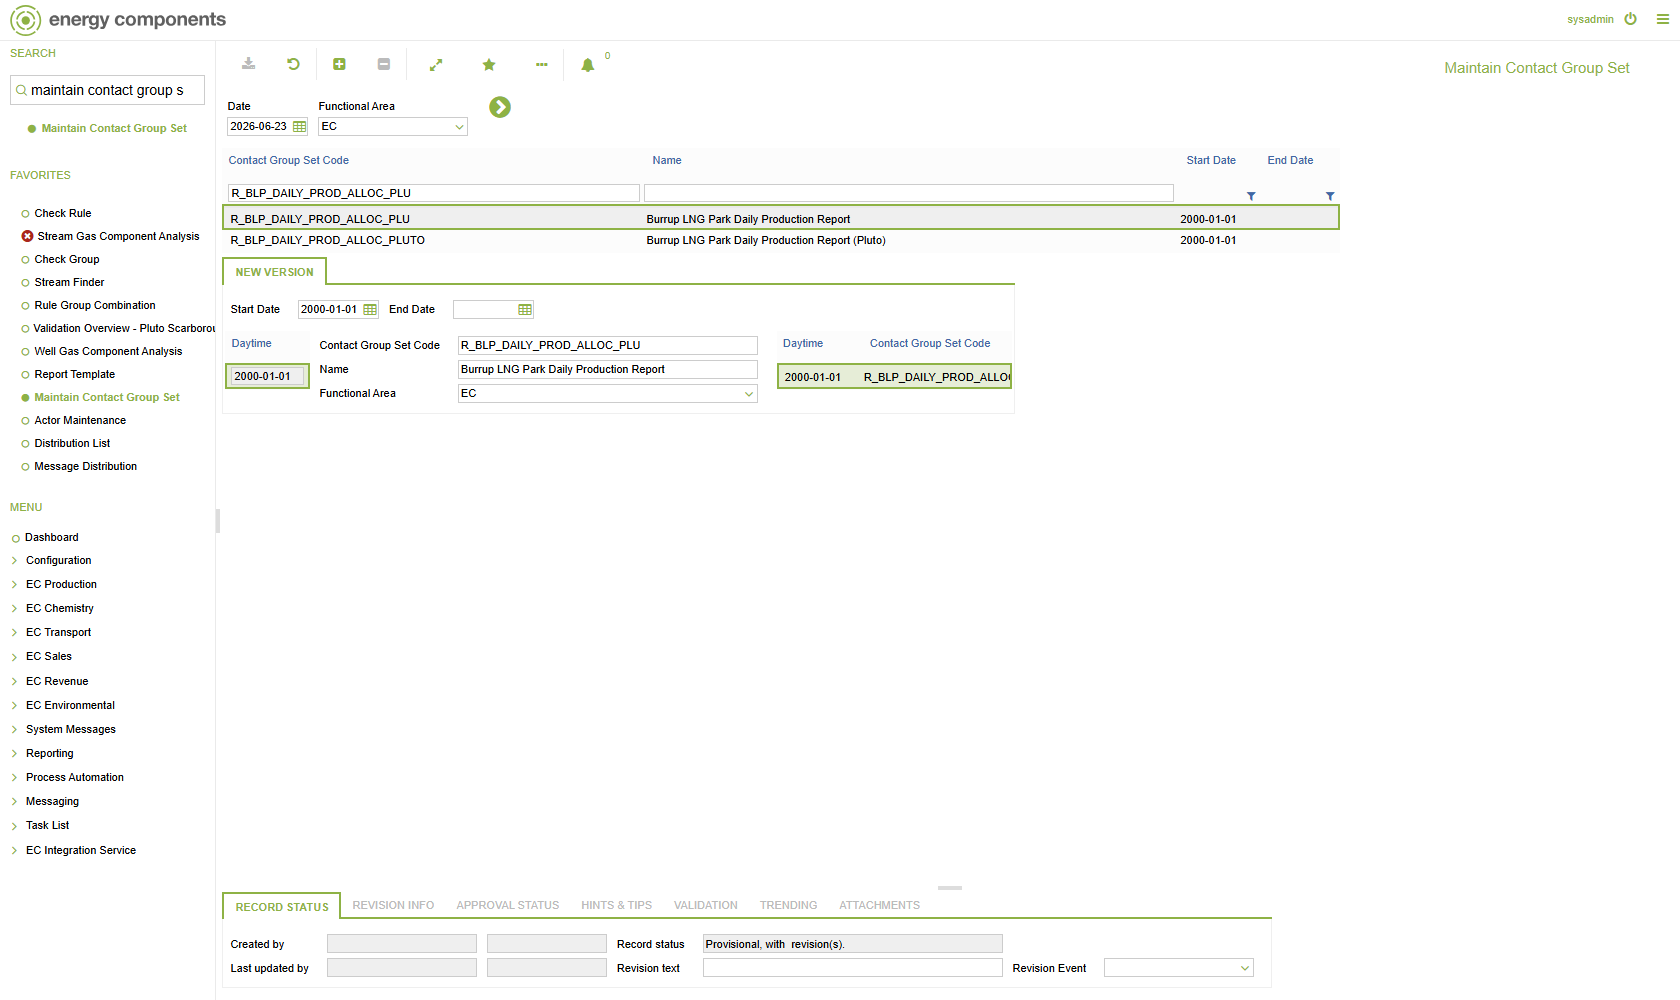 energy components
sysadmin
SEARCH
maintain contact group s
Maintain Contact Group Set
FAVORITES
Check Rule
Stream Gas Component Analysis
Check Group
Stream Finder
Rule Group Combination
Validation Overview - Pluto Scarborou
Well Gas Component Analysis
Report Template
Maintain Contact Group Set
Actor Maintenance
Distribution List
Message Distribution
MENU
Dashboard
Configuration
EC Production
EC Chemistry
EC Transport
EC Sales
EC Revenue
EC Environmental
System Messages
Reporting
Process Automation
Messaging
Task List
EC Integration Service
0
Maintain Contact Group Set
Date Functional Area
2026-06-23 EC
Contact Group Set Code Name Start Date End Date
R_BLP_DAILY_PROD_ALLOC_PLU
R_BLP_DAILY_PROD_ALLOC_PLU Burrup LNG Park Daily Production Report 2000-01-01
R_BLP_DAILY_PROD_ALLOC_PLUTO Burrup LNG Park Daily Production Report (Pluto) 2000-01-01
NEW VERSION
Start Date 2000-01-01 End Date
Daytime
2000-01-01
Contact Group Set Code R_BLP_DAILY_PROD_ALLOC_PLU
Name Burrup LNG Park Daily Production Report
Functional Area EC
Daytime Contact Group Set Code
2000-01-01 R_BLP_DAILY_PROD_ALLO
RECORD STATUS REVISION INFO APPROVAL STATUS HINTS & TIPS VALIDATION TRENDING ATTACHMENTS
Created by Record status Provisional, with revision(s).
Last updated by Revision text Revision Event